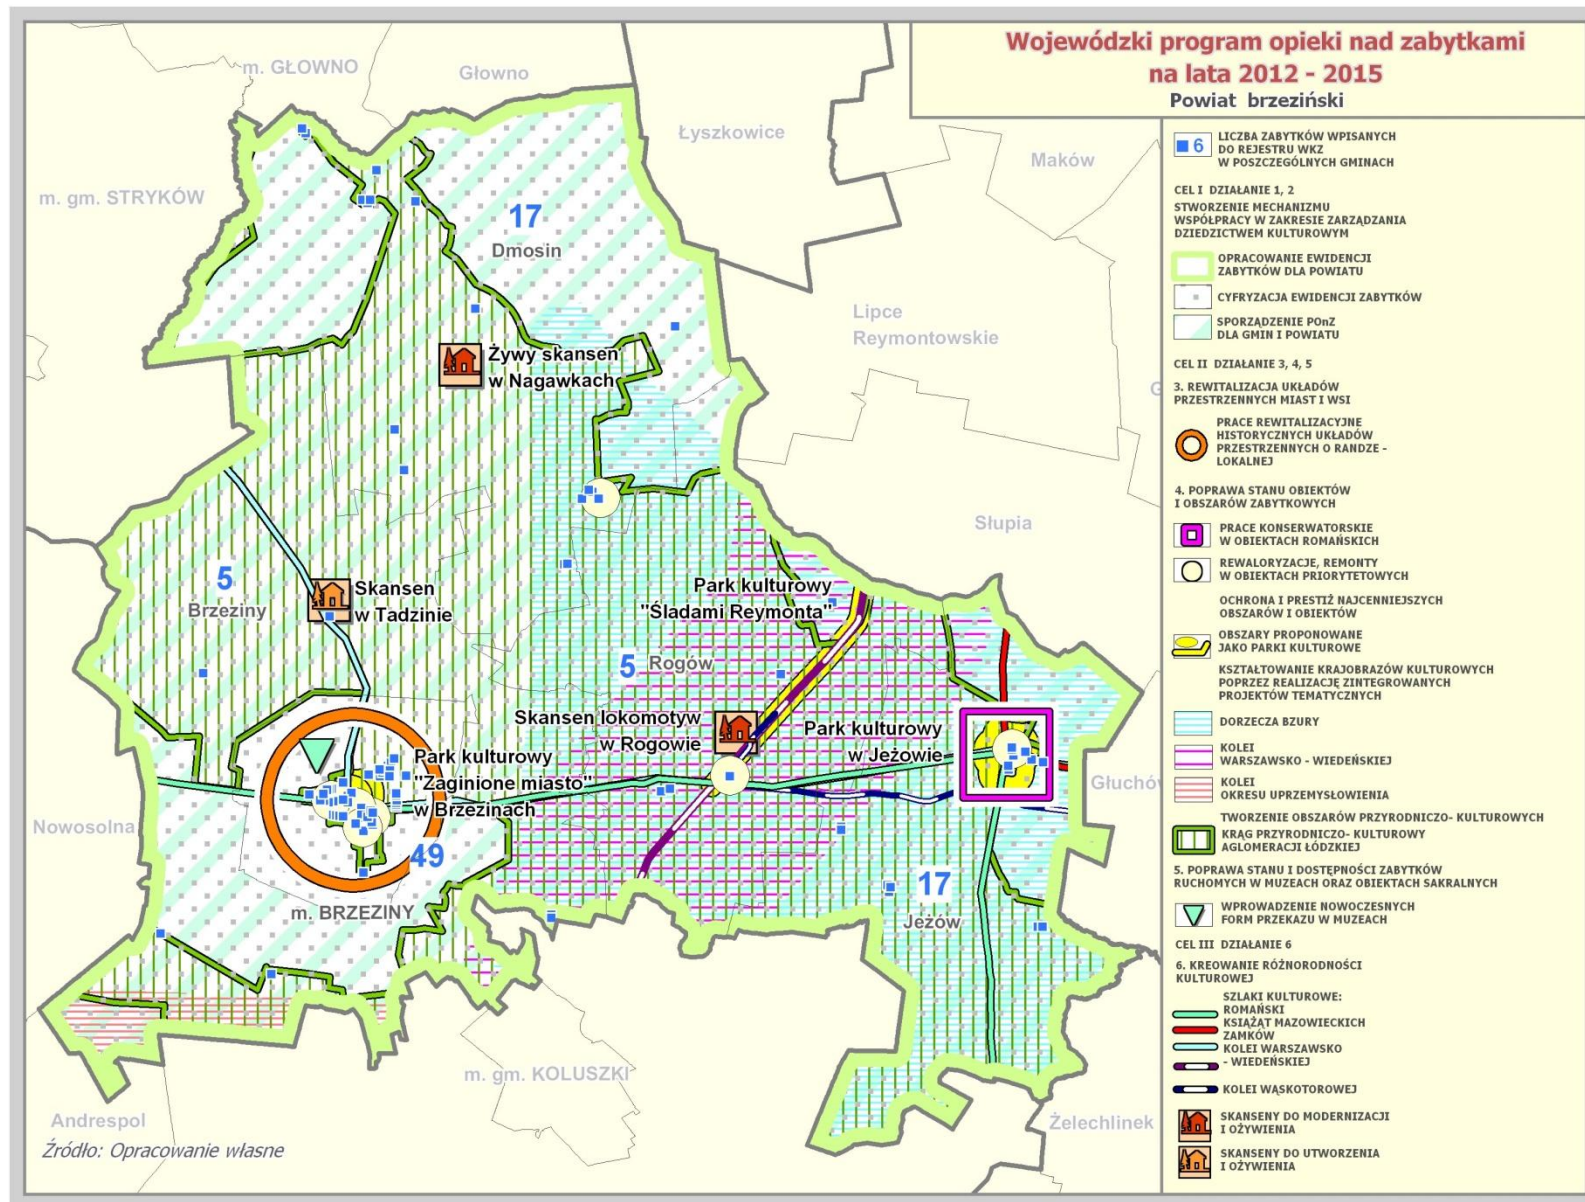 Wojewódzki program opieki nad zabytkami
na lata 2012 - 2015
Powiat brzeziński
m. GŁOWNO
Głowno
Łyszkowice
Maków
m. gm. STRYKÓW
17
Dmosin
Lipce
Reymontowskie
Żywy skansen
w Nagawkach
Słupia
5
Brzeziny
Skansen
w Tadzinie
Park kulturowy
"Śladami Reymonta"
5
Rogów
Skansen lokomotyw
w Rogowie
Park kulturowy
w Jeżowie
Park kulturowy
"Zaginione miasto"
w Brzezinach
Głuchów
Nowosolna
49
m. BRZEZINY
17
Jeżów
m. gm. KOLUSZKI
Andrespol
Żelechlinek
Źródło: Opracowanie własne
6
LICZBA ZABYTKÓW WPISANYCH
DO REJESTRU WKZ
W POSZCZEGÓLNYCH GMINACH
CEL I DZIAŁANIE 1, 2
STWORZENIE MECHANIZMU
WSPÓŁPRACY W ZAKRESIE ZARZĄDZANIA
DZIEDZICTWEM KULTUROWYM
OPRACOWANIE EWIDENCJI
ZABYTKÓW DLA POWIATU
CYFRYZACJA EWIDENCJI ZABYTKÓW
SPORZĄDZENIE POnZ
DLA GMIN I POWIATU
CEL II DZIAŁANIE 3, 4, 5
3. REWITALIZACJA UKŁADÓW
PRZESTRZENNYCH MIAST I WSI
PRACE REWITALIZACYJNE
HISTORYCZNYCH UKŁADÓW
PRZESTRZENNYCH O RANDZE -
LOKALNEJ
4. POPRAWA STANU OBIEKTÓW
I OBSZARÓW ZABYTKOWYCH
PRACE KONSERWATORSKIE
W OBIEKTACH ROMAŃSKICH
REWALORYZACJE, REMONTY
W OBIEKTACH PRIORYTETOWYCH
OCHRONA I PRESTIŻ NAJCENNIEJSZYCH
OBSZARÓW I OBIEKTÓW
OBSZARY PROPONOWANE
JAKO PARKI KULTUROWE
KSZTAŁTOWANIE KRAJOBRAZÓW KULTUROWYCH
POPRZEZ REALIZACJĘ ZINTEGROWANYCH
PROJEKTÓW TEMATYCZNYCH
DORZECZA BZURY
KOLEI
WARSZAWSKO - WIEDEŃSKIEJ
KOLEI
OKRESU UPRZEMYSŁOWIENIA
TWORZENIE OBSZARÓW PRZYRODNICZO- KULTUROWYCH
KRĄG PRZYRODNICZO- KULTUROWY
AGLOMERACJI ŁÓDZKIEJ
5. POPRAWA STANU I DOSTĘPNOŚCI ZABYTKÓW
RUCHOMYCH W MUZEACH ORAZ OBIEKTACH SAKRALNYCH
WPROWADZENIE NOWOCZESNYCH
FORM PRZEKAZU W MUZEACH
CEL III DZIAŁANIE 6
6. KREOWANIE RÓŻNORODNOŚCI
KULTUROWEJ
SZLAKI KULTUROWE:
ROMAŃSKI
KSIĄŻĄT MAZOWIECKICH
ZAMKÓW
KOLEI WARSZAWSKO
- WIEDEŃSKIEJ
KOLEI WĄSKOTOROWEJ
SKANSENY DO MODERNIZACJI
I OŻYWIENIA
SKANSENY DO UTWORZENIA
I OŻYWIENIA